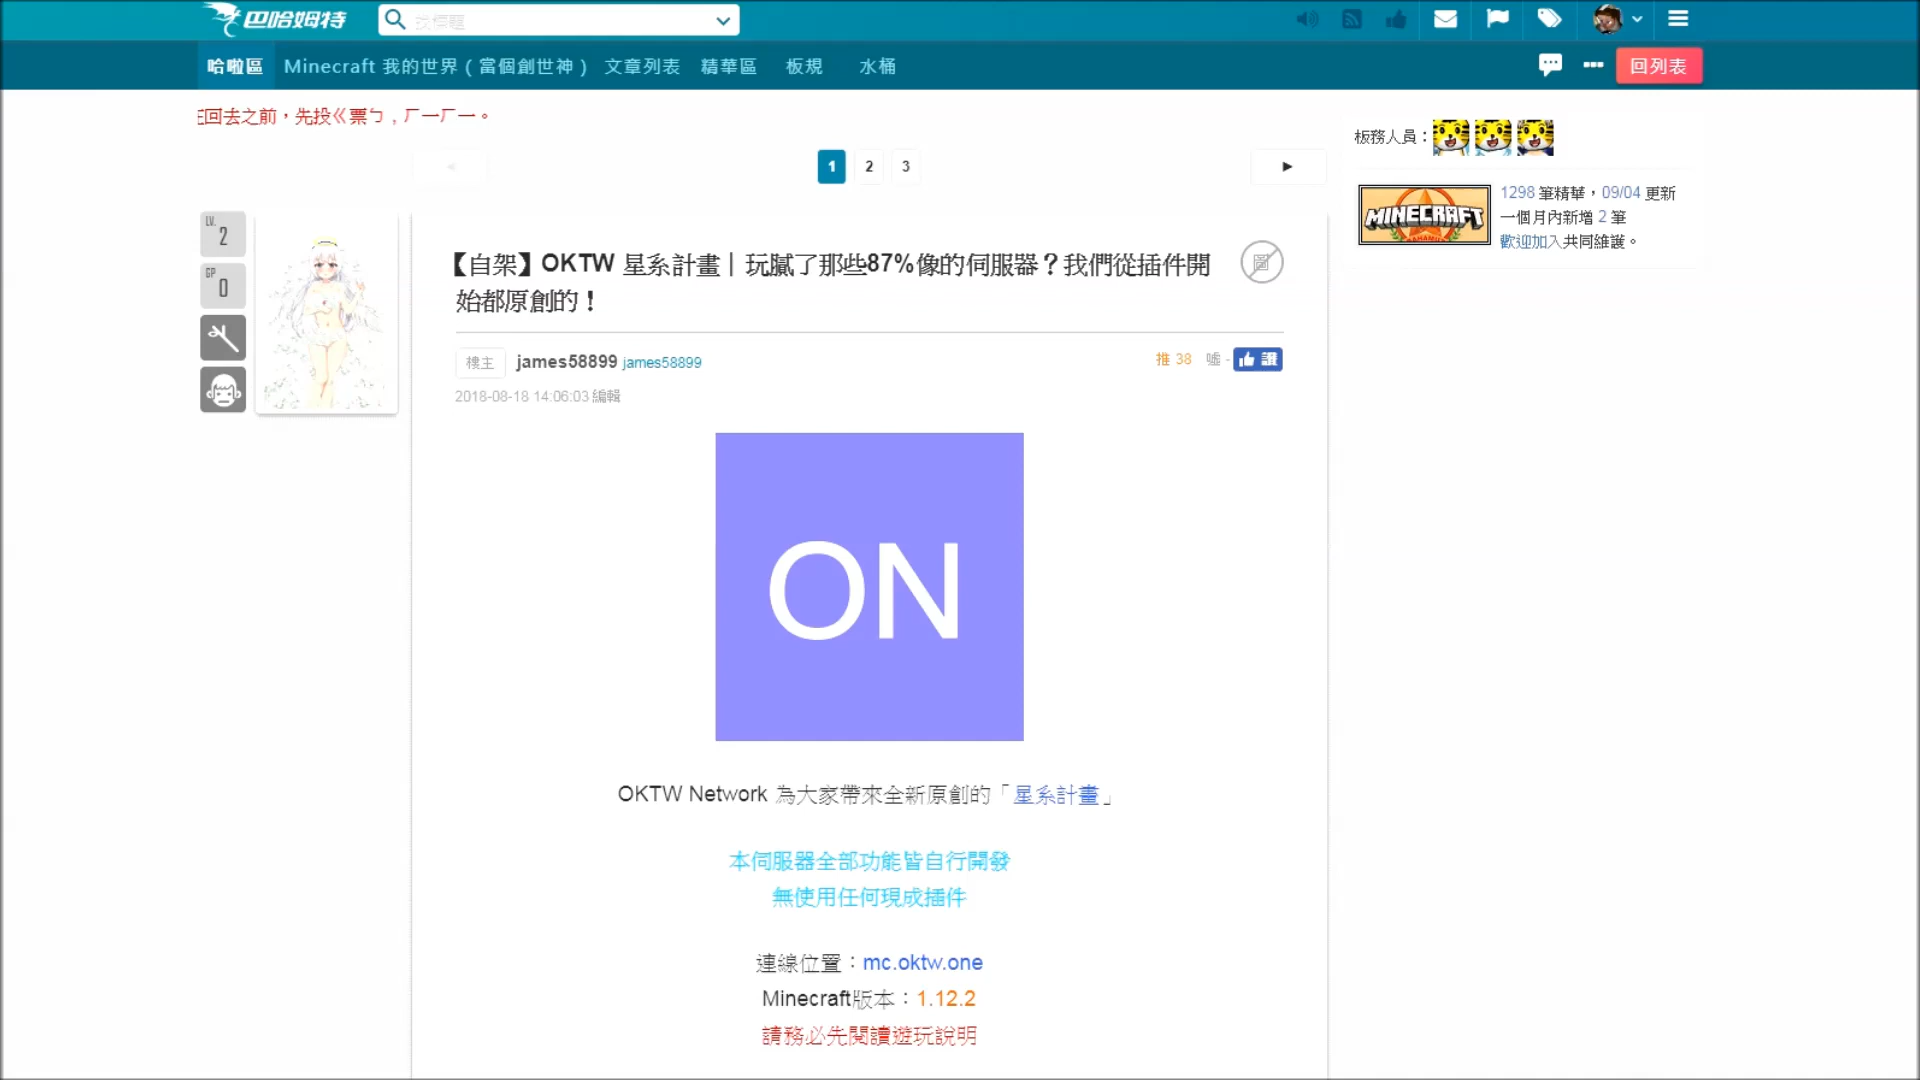 巴哈姆特
找標題
哈啦區 Minecraft 我的世界 ( 當個創世神 ) 文章列表 精華區 板規 水桶 回列表
回去之前，先投ㄍ票ㄅ，ㄏ一ㄏ一。
板務人員：
1 2 3
1298 筆精華，09/04 更新
一個月內新增 2 筆
歡迎加入共同維護。
MINECRAFT
LV. 2
GP 0
【自架】OKTW 星系計畫｜玩膩了那些87%像的伺服器？我們從插件開
始都原創的！
樓主 james58899 james58899 推 38 噓 - 讚
2018-08-18 14:06:03 編輯
ON
OKTW Network 為大家帶來全新原創的「星系計畫」
本伺服器全部功能皆自行開發
無使用任何現成插件
連線位置：mc.oktw.one
Minecraft版本：1.12.2
請務必先閱讀遊玩說明